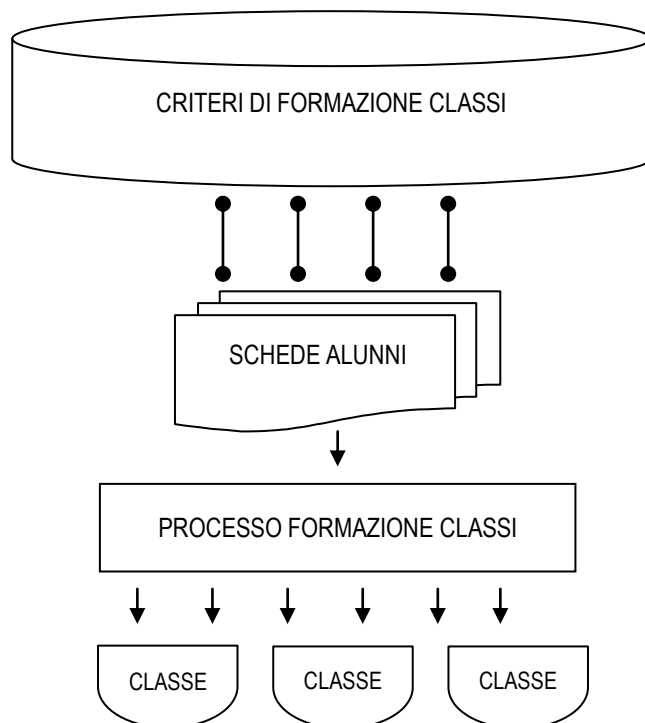 CRITERI DI FORMAZIONE CLASSI
SCHEDE ALUNNI
PROCESSO FORMAZIONE CLASSI
CLASSE
CLASSE
CLASSE